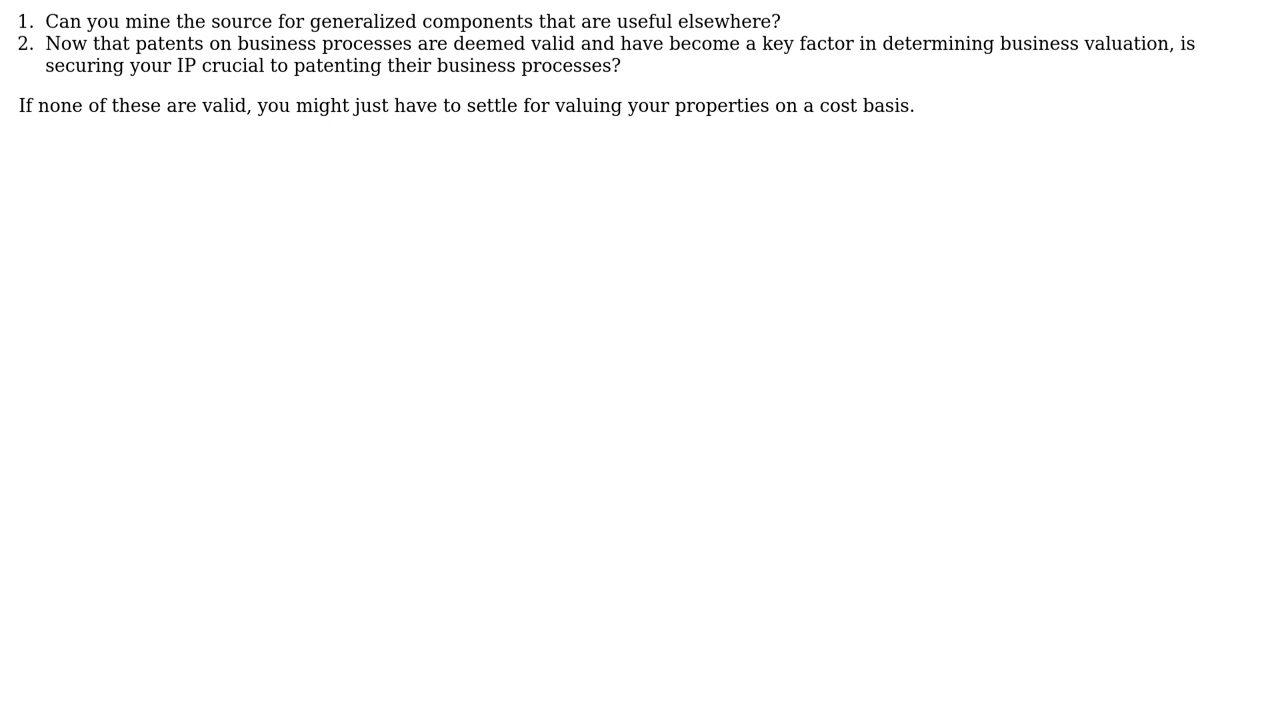 1. Can you mine the source for generalized components that are useful elsewhere?
2. Now that patents on business processes are deemed valid and have become a key factor in determining business valuation, is
securing your IP crucial to patenting their business processes?
If none of these are valid, you might just have to settle for valuing your properties on a cost basis.